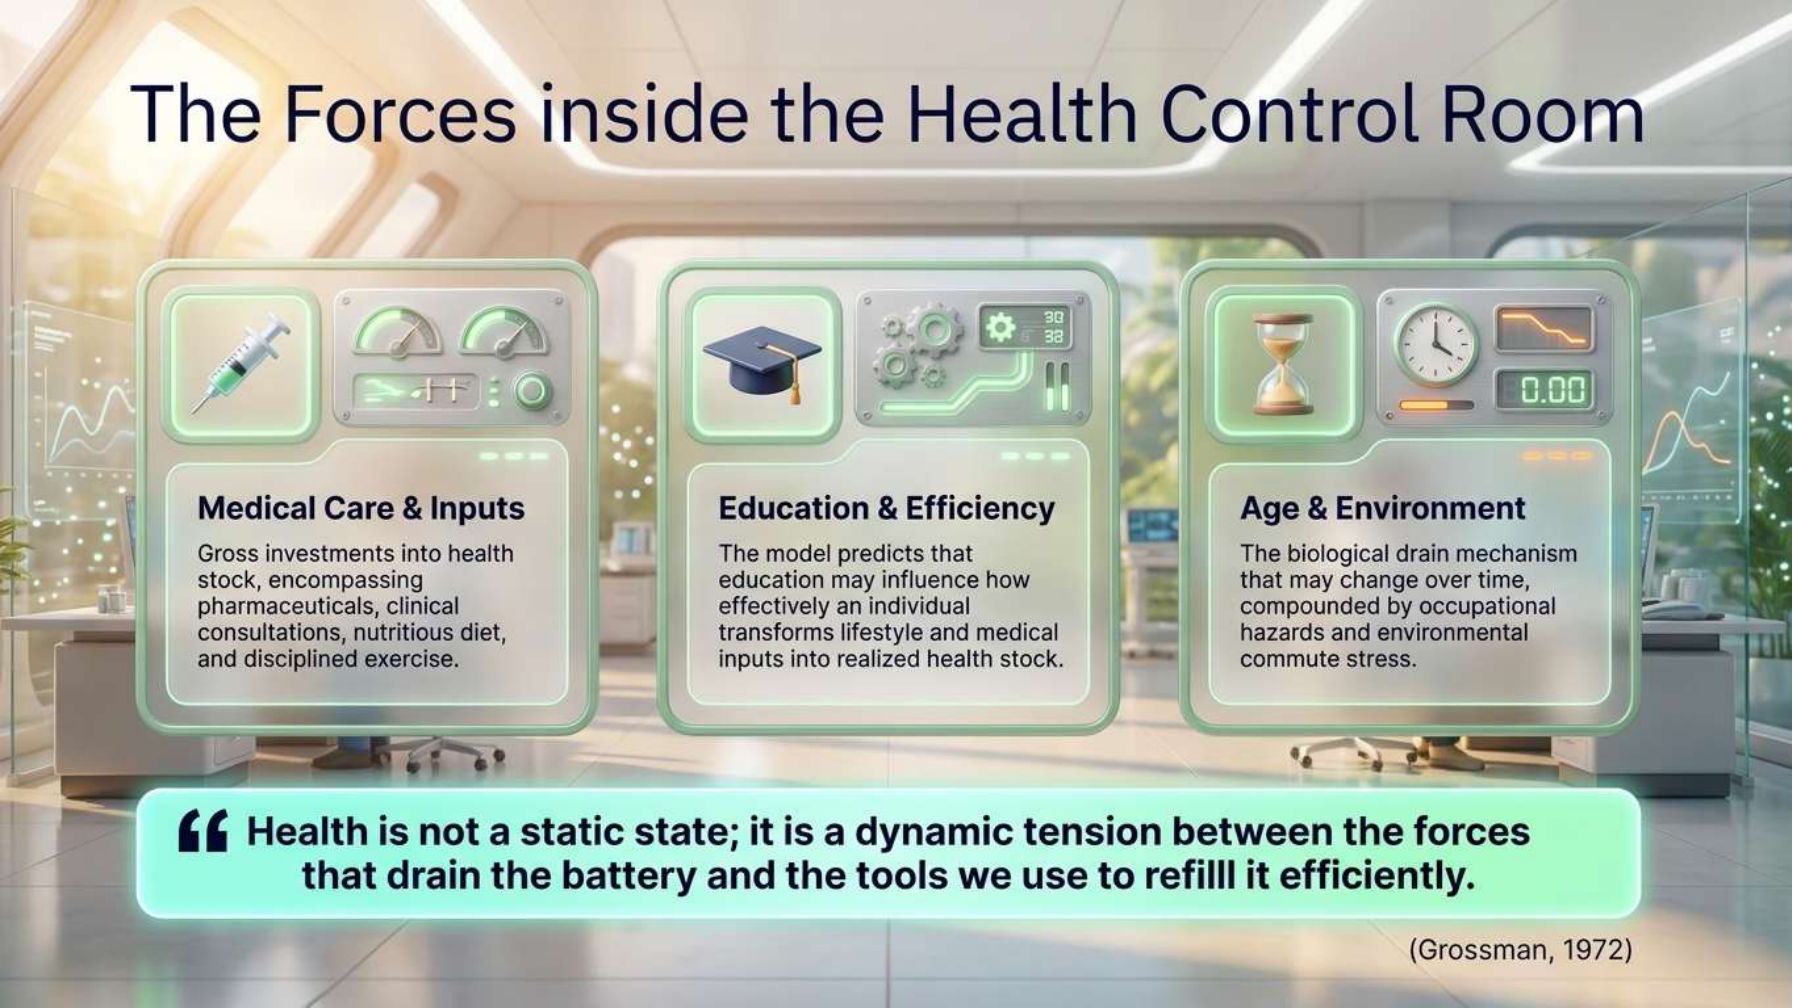 The Forces inside the Health Control Room
30
38
0.00
Medical Care & Inputs
Gross investments into health
stock, encompassing
pharmaceuticals, clinical
consultations, nutritious diet,
and disciplined exercise.
Education & Efficiency
The model predicts that
education may influence how
effectively an individual
transforms lifestyle and medical
inputs into realized health stock.
Age & Environment
The biological drain mechanism
that may change over time,
compounded by occupational
hazards and environmental
commute stress.
“ Health is not a static state; it is a dynamic tension between the forces
that drain the battery and the tools we use to refilll it efficiently.
(Grossman, 1972)